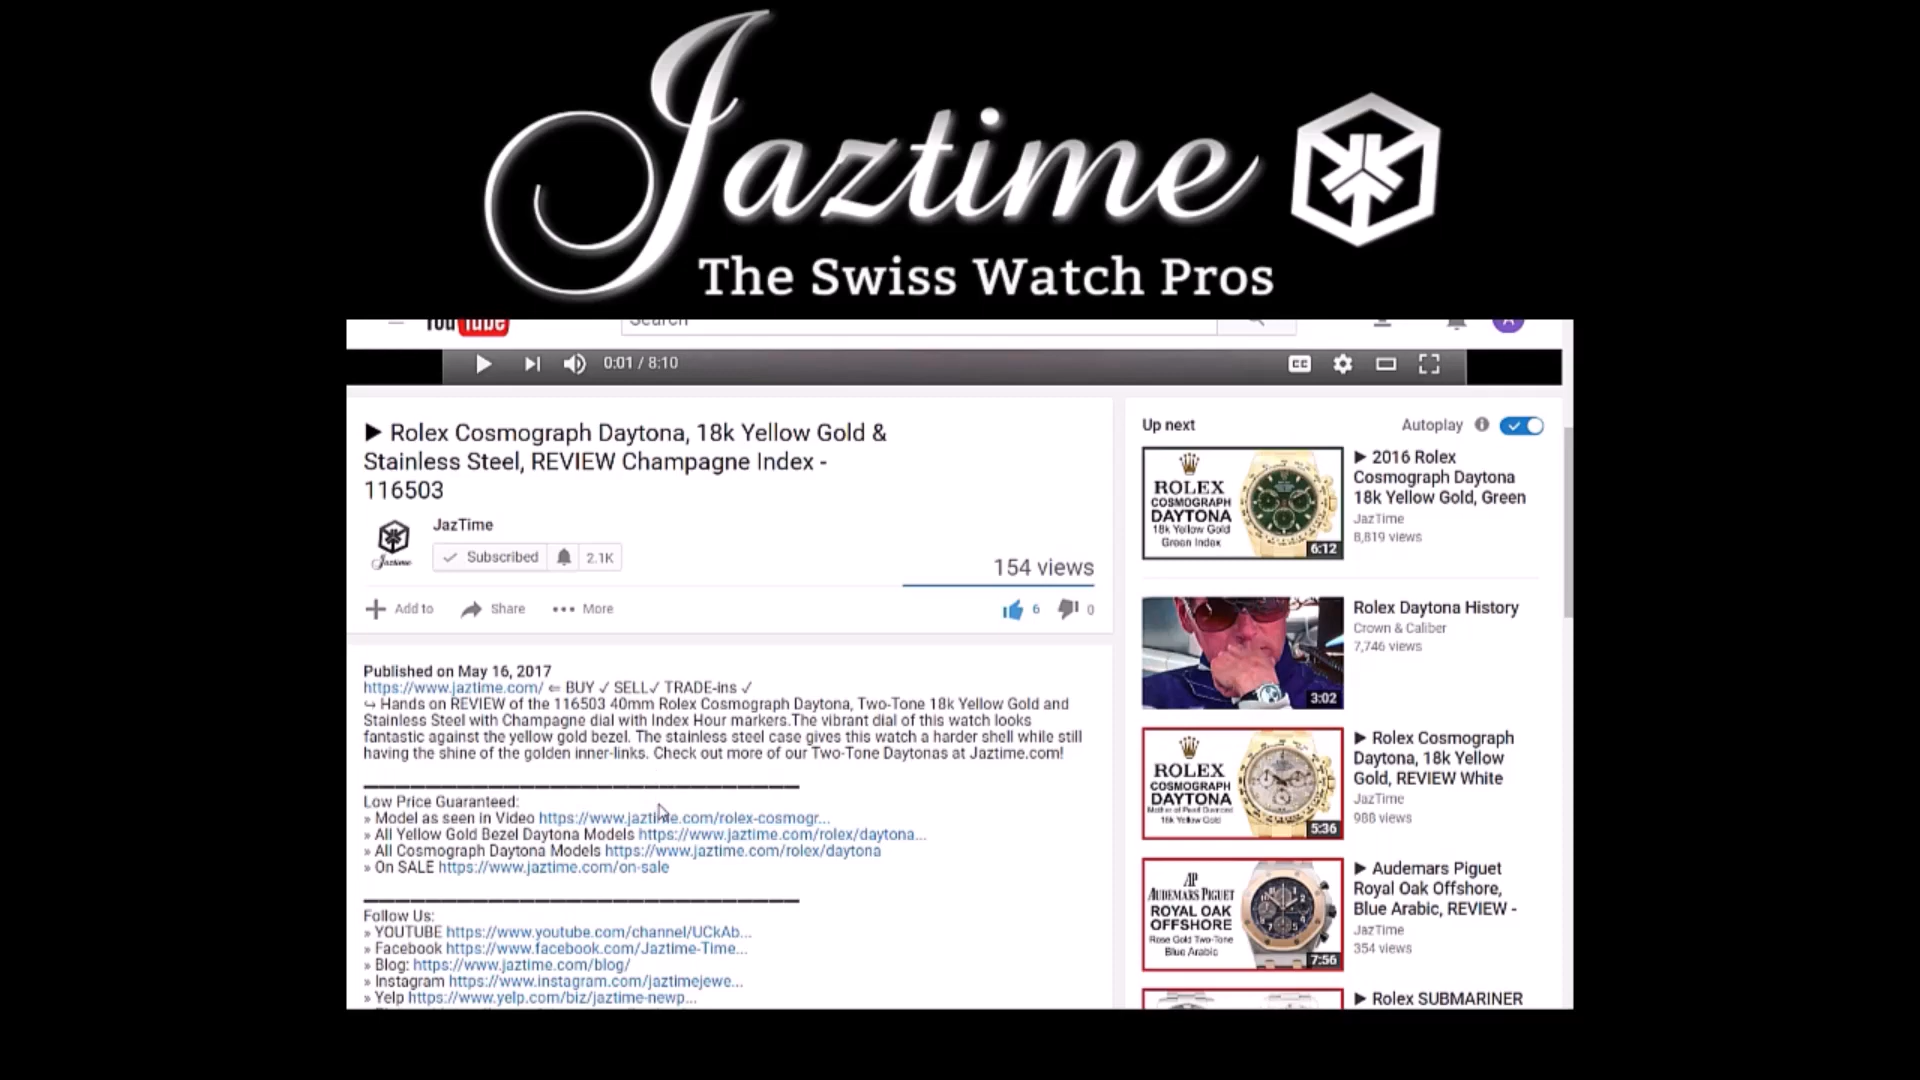 Jaztime
The Swiss Watch Pros
YouTube
Search
A
0:01 / 8:10
CC
▶ Rolex Cosmograph Daytona, 18k Yellow Gold &
Stainless Steel, REVIEW Champagne Index -
116503
JazTime
Jaztime
Subscribed 2.1K
154 views
Add to Share More
6 0
Published on May 16, 2017
https://www.jaztime.com/ ⇐ BUY ✓ SELL✓ TRADE-ins ✓
↪ Hands on REVIEW of the 116503 40mm Rolex Cosmograph Daytona, Two-Tone 18k Yellow Gold and
Stainless Steel with Champagne dial with Index Hour markers.The vibrant dial of this watch looks
fantastic against the yellow gold bezel. The stainless steel case gives this watch a harder shell while still
having the shine of the golden inner-links. Check out more of our Two-Tone Daytonas at Jaztime.com!
Low Price Guaranteed:
» Model as seen in Video https://www.jaztime.com/rolex-cosmogr...
» All Yellow Gold Bezel Daytona Models https://www.jaztime.com/rolex/daytona...
» All Cosmograph Daytona Models https://www.jaztime.com/rolex/daytona
» On SALE https://www.jaztime.com/on-sale
Follow Us:
» YOUTUBE https://www.youtube.com/channel/UCkAb...
» Facebook https://www.facebook.com/Jaztime-Time...
» Blog: https://www.jaztime.com/blog/
» Instagram https://www.instagram.com/jaztimejewe...
» Yelp https://www.yelp.com/biz/jaztime-newp...
Up next Autoplay
ROLEX
COSMOGRAPH
DAYTONA
18k Yellow Gold
Green Index
6:12
▶ 2016 Rolex
Cosmograph Daytona
18k Yellow Gold, Green
JazTime
8,819 views
3:02
Rolex Daytona History
Crown & Caliber
7,746 views
ROLEX
COSMOGRAPH
DAYTONA
Mother of Pearl Diamond
18k Yellow Gold
5:36
▶ Rolex Cosmograph
Daytona, 18k Yellow
Gold, REVIEW White
JazTime
988 views
AP
AUDEMARS PIGUET
ROYAL OAK
OFFSHORE
Rose Gold Two-Tone
Blue Arabic
7:56
▶ Audemars Piguet
Royal Oak Offshore,
Blue Arabic, REVIEW -
JazTime
354 views
▶ Rolex SUBMARINER